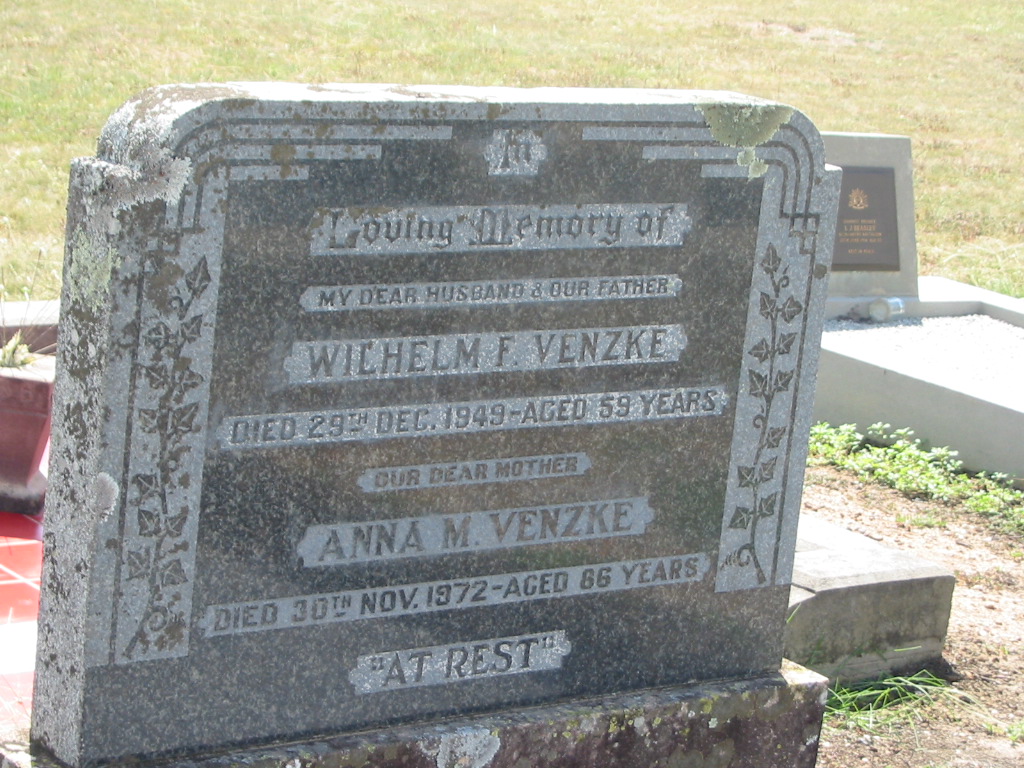 In
Loving Memory of
MY DEAR HUSBAND & OUR FATHER
WILHELM F. VENZKE
DIED 29TH DEC. 1949-AGED 59 YEARS
OUR DEAR MOTHER
ANNA M. VENZKE
DIED 30TH NOV. 1972-AGED 86 YEARS
"AT REST"